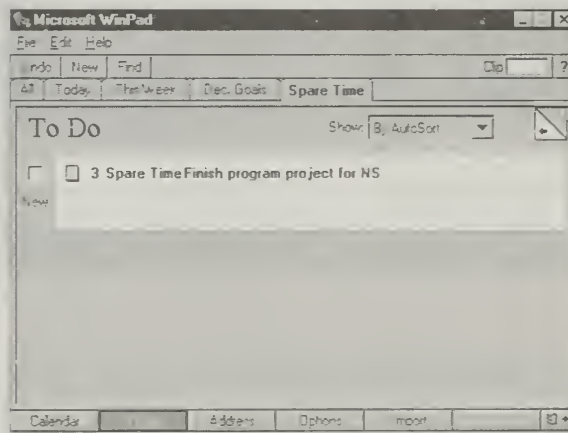 Microsoft WinPad
File Edit Help
Undo New Find Clip ?
All Today This Week Dec. Goals Spare Time
To Do Show: By AutoSort
3 Spare Time Finish program project for NS
New
Calendar Address Options Import